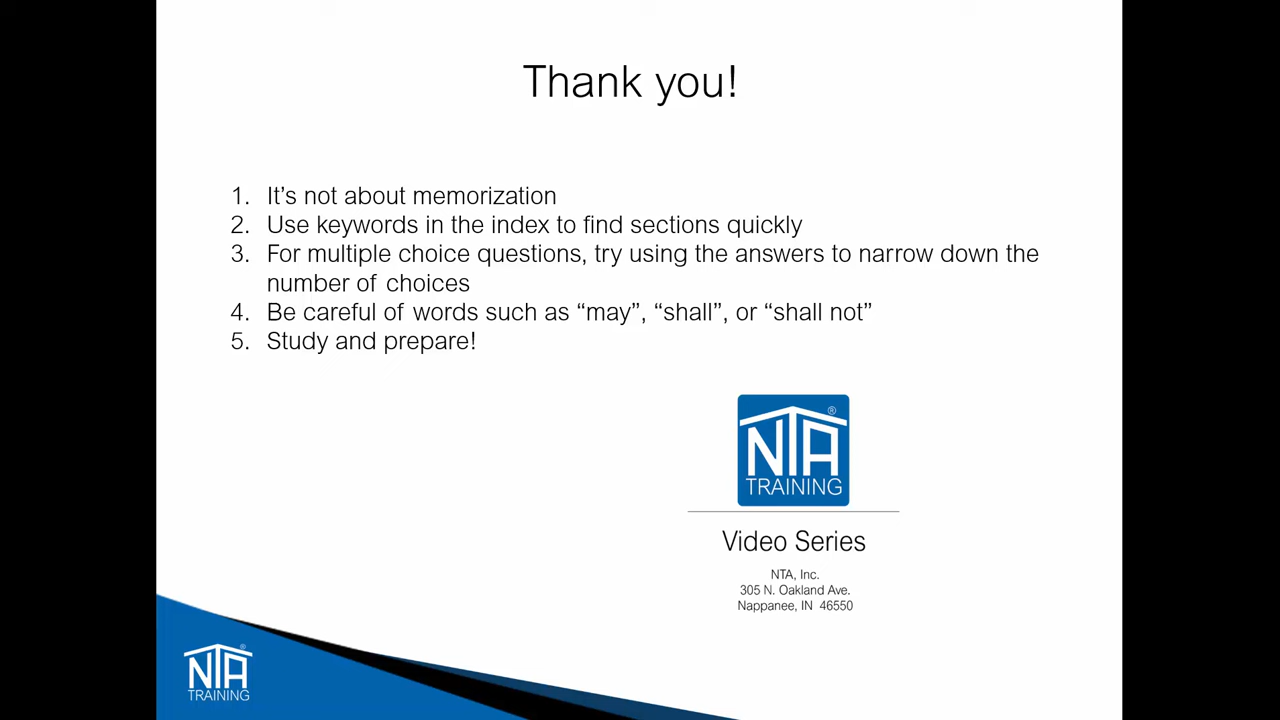 Thank you!
1. It’s not about memorization
2. Use keywords in the index to find sections quickly
3. For multiple choice questions, try using the answers to narrow down the
number of choices
4. Be careful of words such as “may”, “shall”, or “shall not”
5. Study and prepare!
NTA®
TRAINING
Video Series
NTA, Inc.
305 N. Oakland Ave.
Nappanee, IN 46550
NTA®
TRAINING